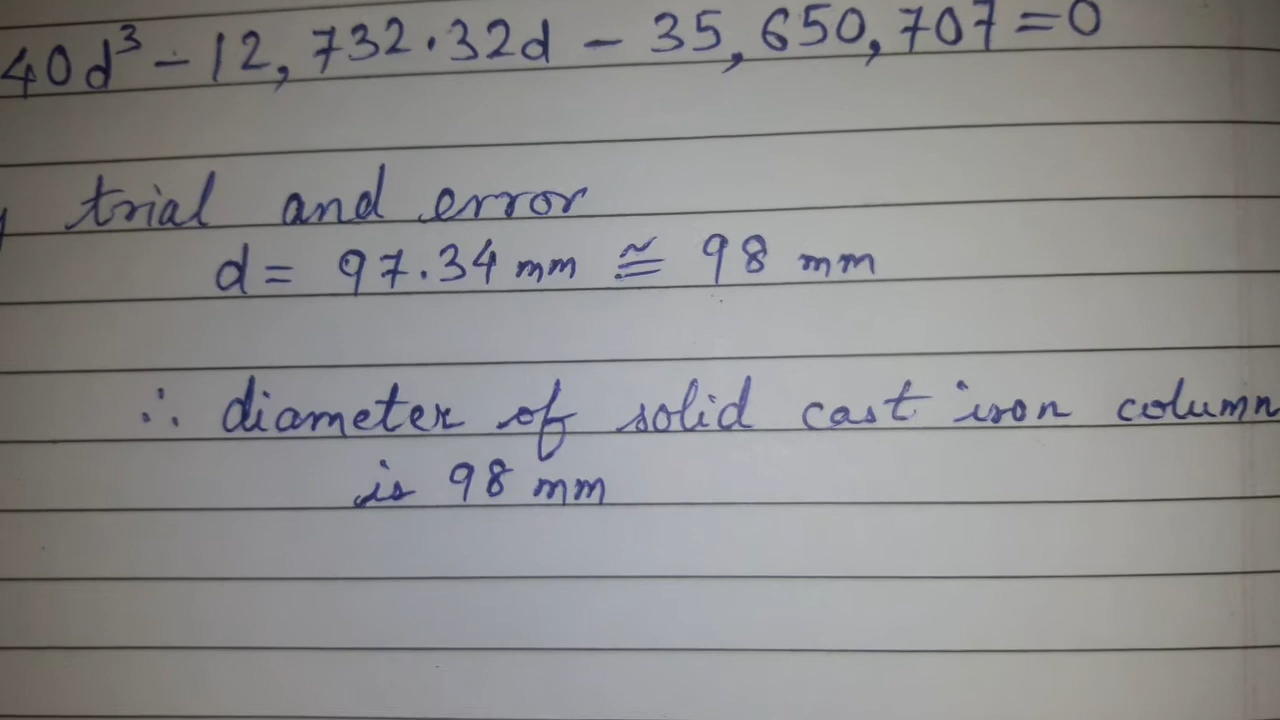 40d³ - 12,732.32d - 35,650,707 = 0
trial and error
d = 97.34 mm ≅ 98 mm
∴ diameter of solid cast iron column
is 98 mm